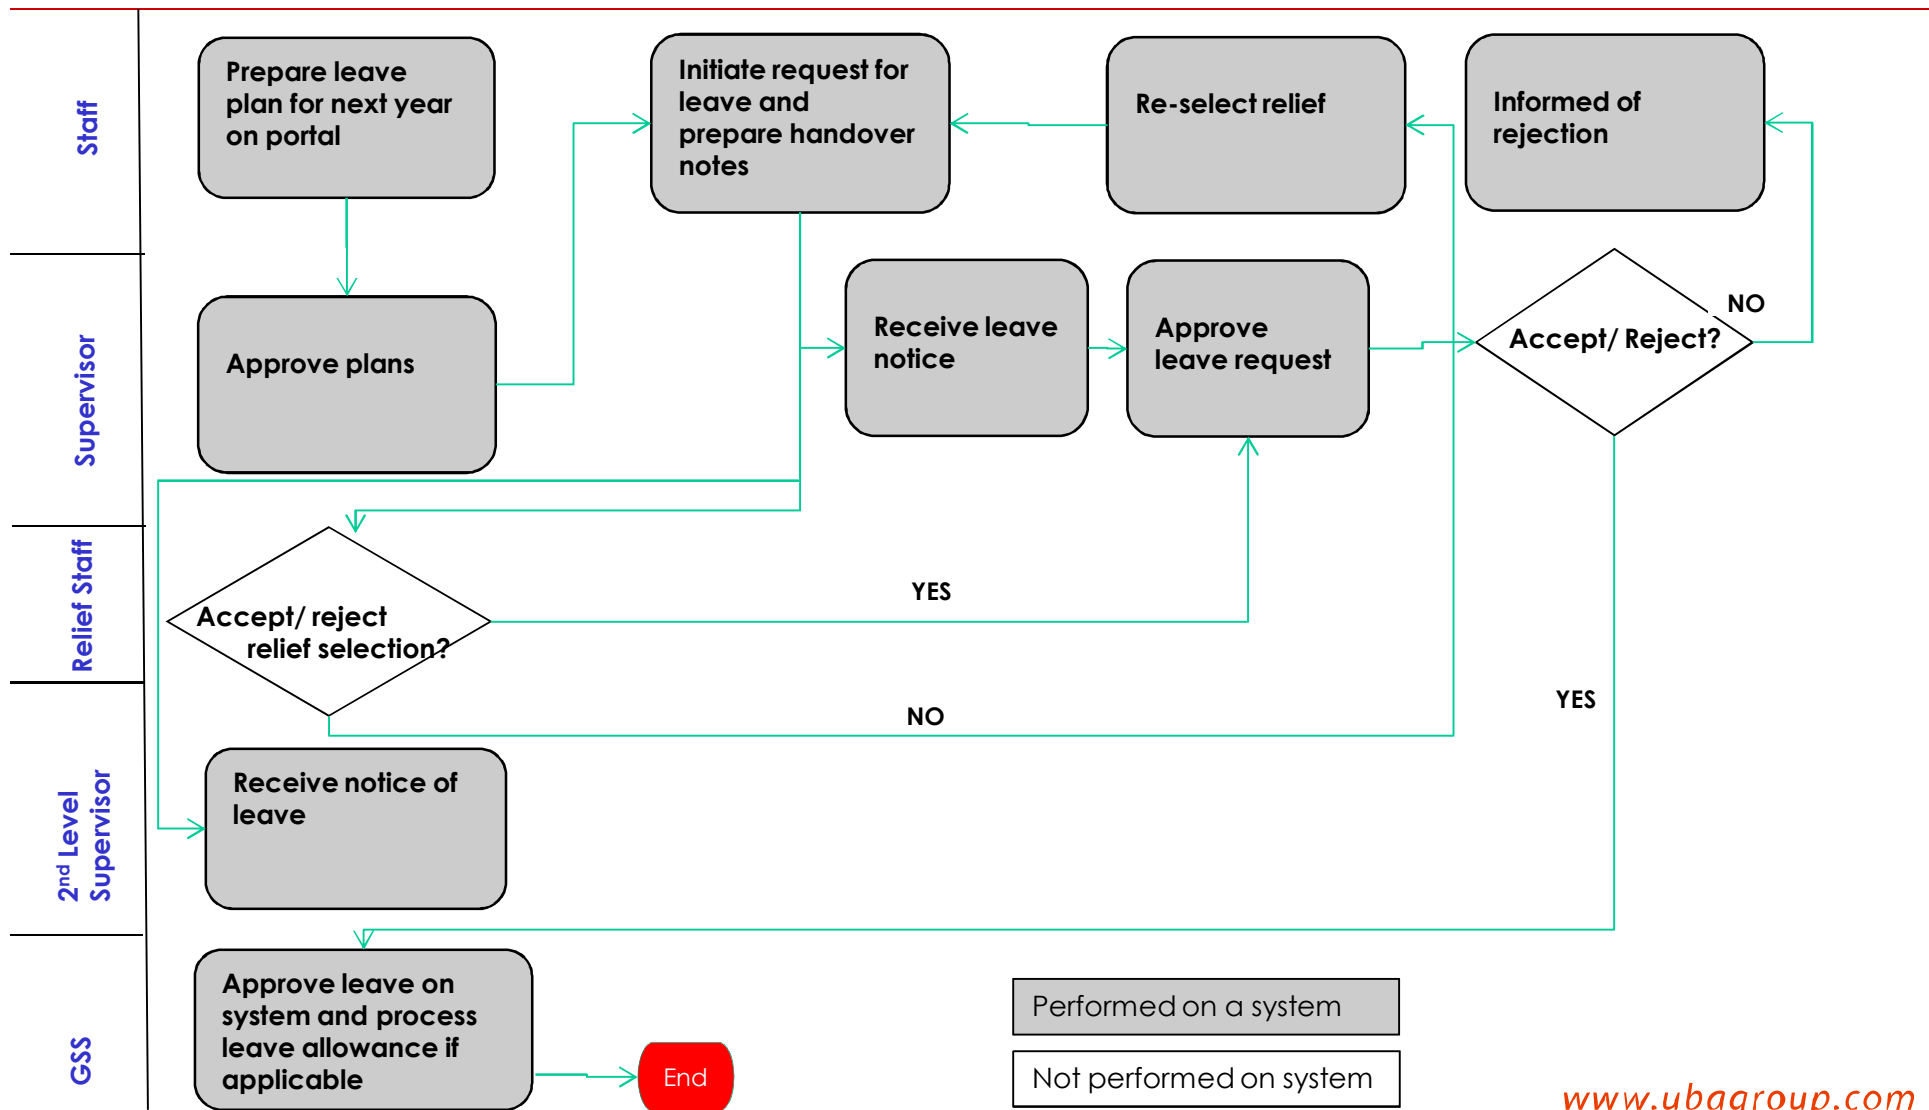 Staff
Prepare leave
plan for next year
on portal
Initiate request for
leave and
prepare handover
notes
Re-select relief
Informed of
rejection
Supervisor
Approve plans
Receive leave
notice
Approve
leave request
Accept/ Reject?
NO
Relief Staff
Accept/ reject
relief selection?
YES
NO
YES
2nd Level
Supervisor
Receive notice of
leave
GSS
Approve leave on
system and process
leave allowance if
applicable
End
Performed on a system
Not performed on system
www.ubagroup.com